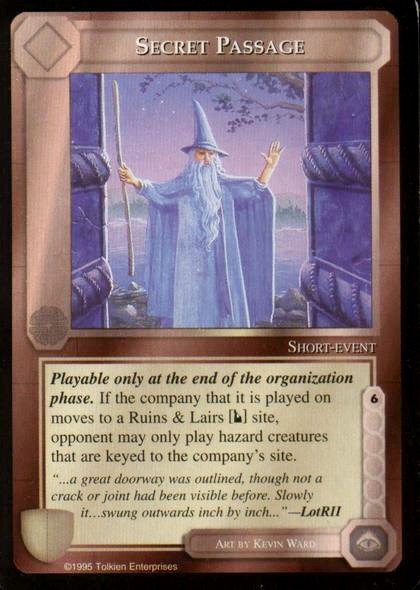 SECRET PASSAGE
SHORT-EVENT
Playable only at the end of the organization
phase. If the company that it is played on
moves to a Ruins & Lairs [] site,
opponent may only play hazard creatures
that are keyed to the company's site.
6
“...a great doorway was outlined, though not a
crack or joint had been visible before. Slowly
it…swung outwards inch by inch...”—LotRII
ART BY KEVIN WARD
©1995 Tolkien Enterprises